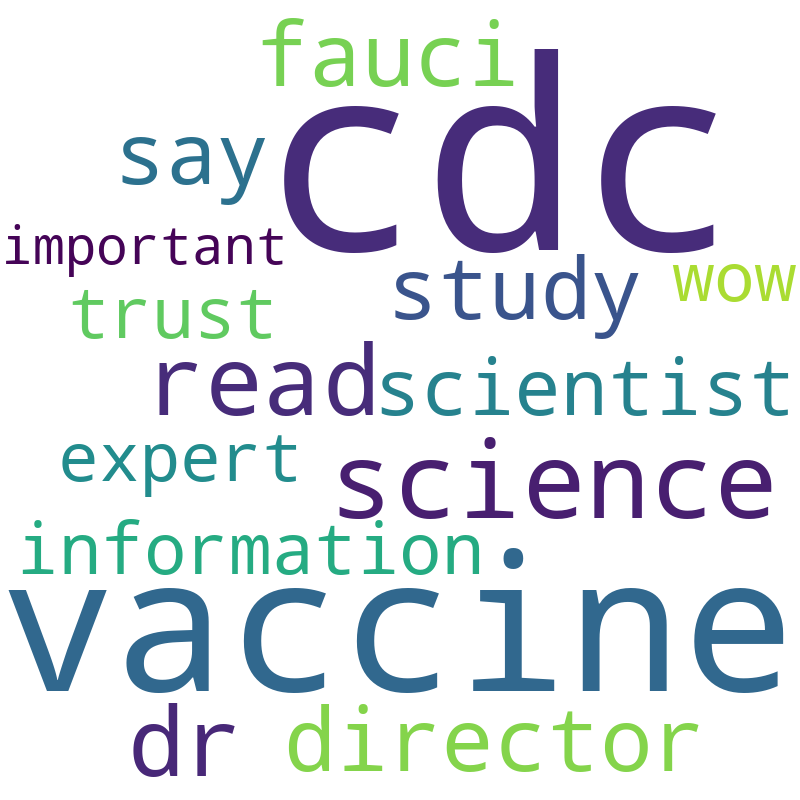 fauci
cdc
say
important
study
wow
trust
read
scientist
expert
science
information
vaccine
dr
director